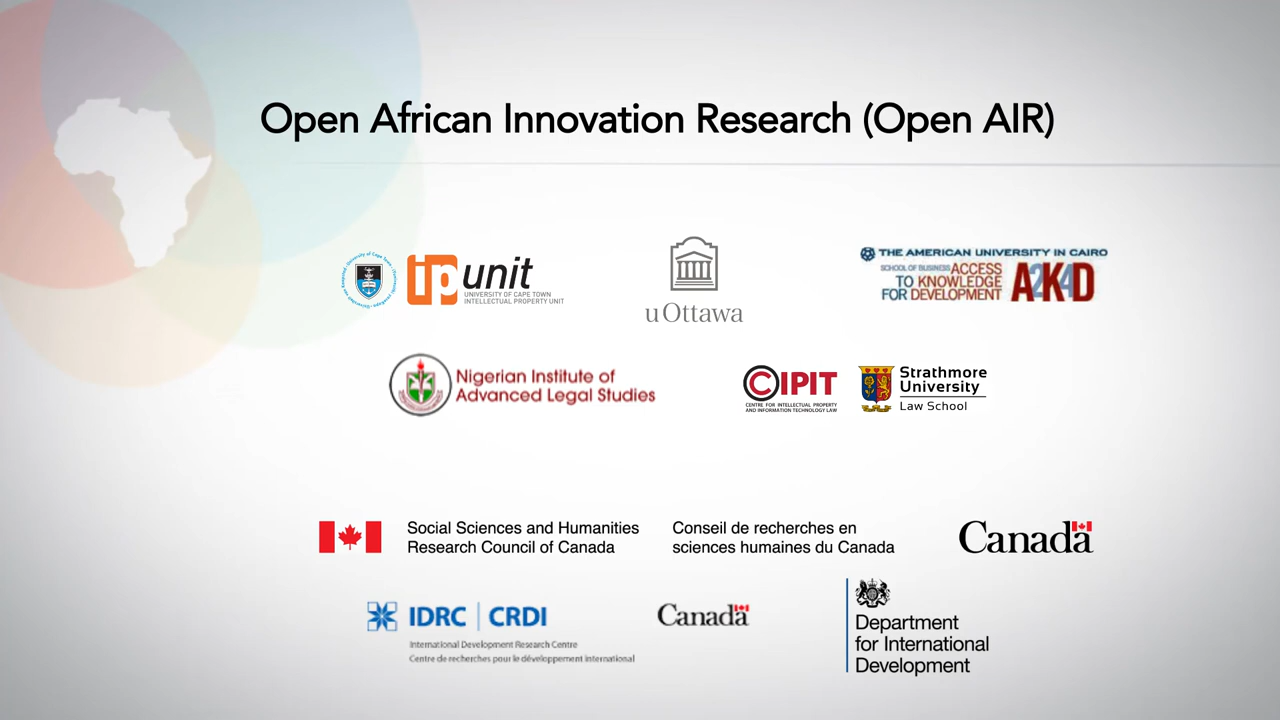 Open African Innovation Research (Open AIR)
ip unit
UNIVERSITY OF CAPE TOWN
INTELLECTUAL PROPERTY UNIT
uOttawa
THE AMERICAN UNIVERSITY IN CAIRO
SCHOOL OF BUSINESS ACCESS
TO KNOWLEDGE
FOR DEVELOPMENT
A2K4D
Nigerian Institute of
Advanced Legal Studies
CIPIT
CENTRE FOR INTELLECTUAL PROPERTY
AND INFORMATION TECHNOLOGY LAW
Strathmore
University
Law School
Social Sciences and Humanities
Research Council of Canada
Conseil de recherches en
sciences humaines du Canada
Canada
IDRC | CRDI
International Development Research Centre
Centre de recherches pour le développement international
Canada
Department
for International
Development